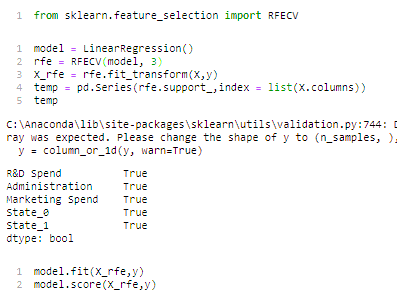 1 from sklearn.feature_selection import RFECV
1 model = LinearRegression()
2 rfe = RFECV(model, 3)
3 X_rfe = rfe.fit_transform(X,y)
4 temp = pd.Series(rfe.support_,index = list(X.columns))
5 temp
C:\Anaconda\lib\site-packages\sklearn\utils\validation.py:744: D
ray was expected. Please change the shape of y to (n_samples, ),
y = column_or_1d(y, warn=True)
R&D Spend True
Administration True
Marketing Spend True
State_0 True
State_1 True
dtype: bool
1 model.fit(X_rfe,y)
2 model.score(X_rfe,y)